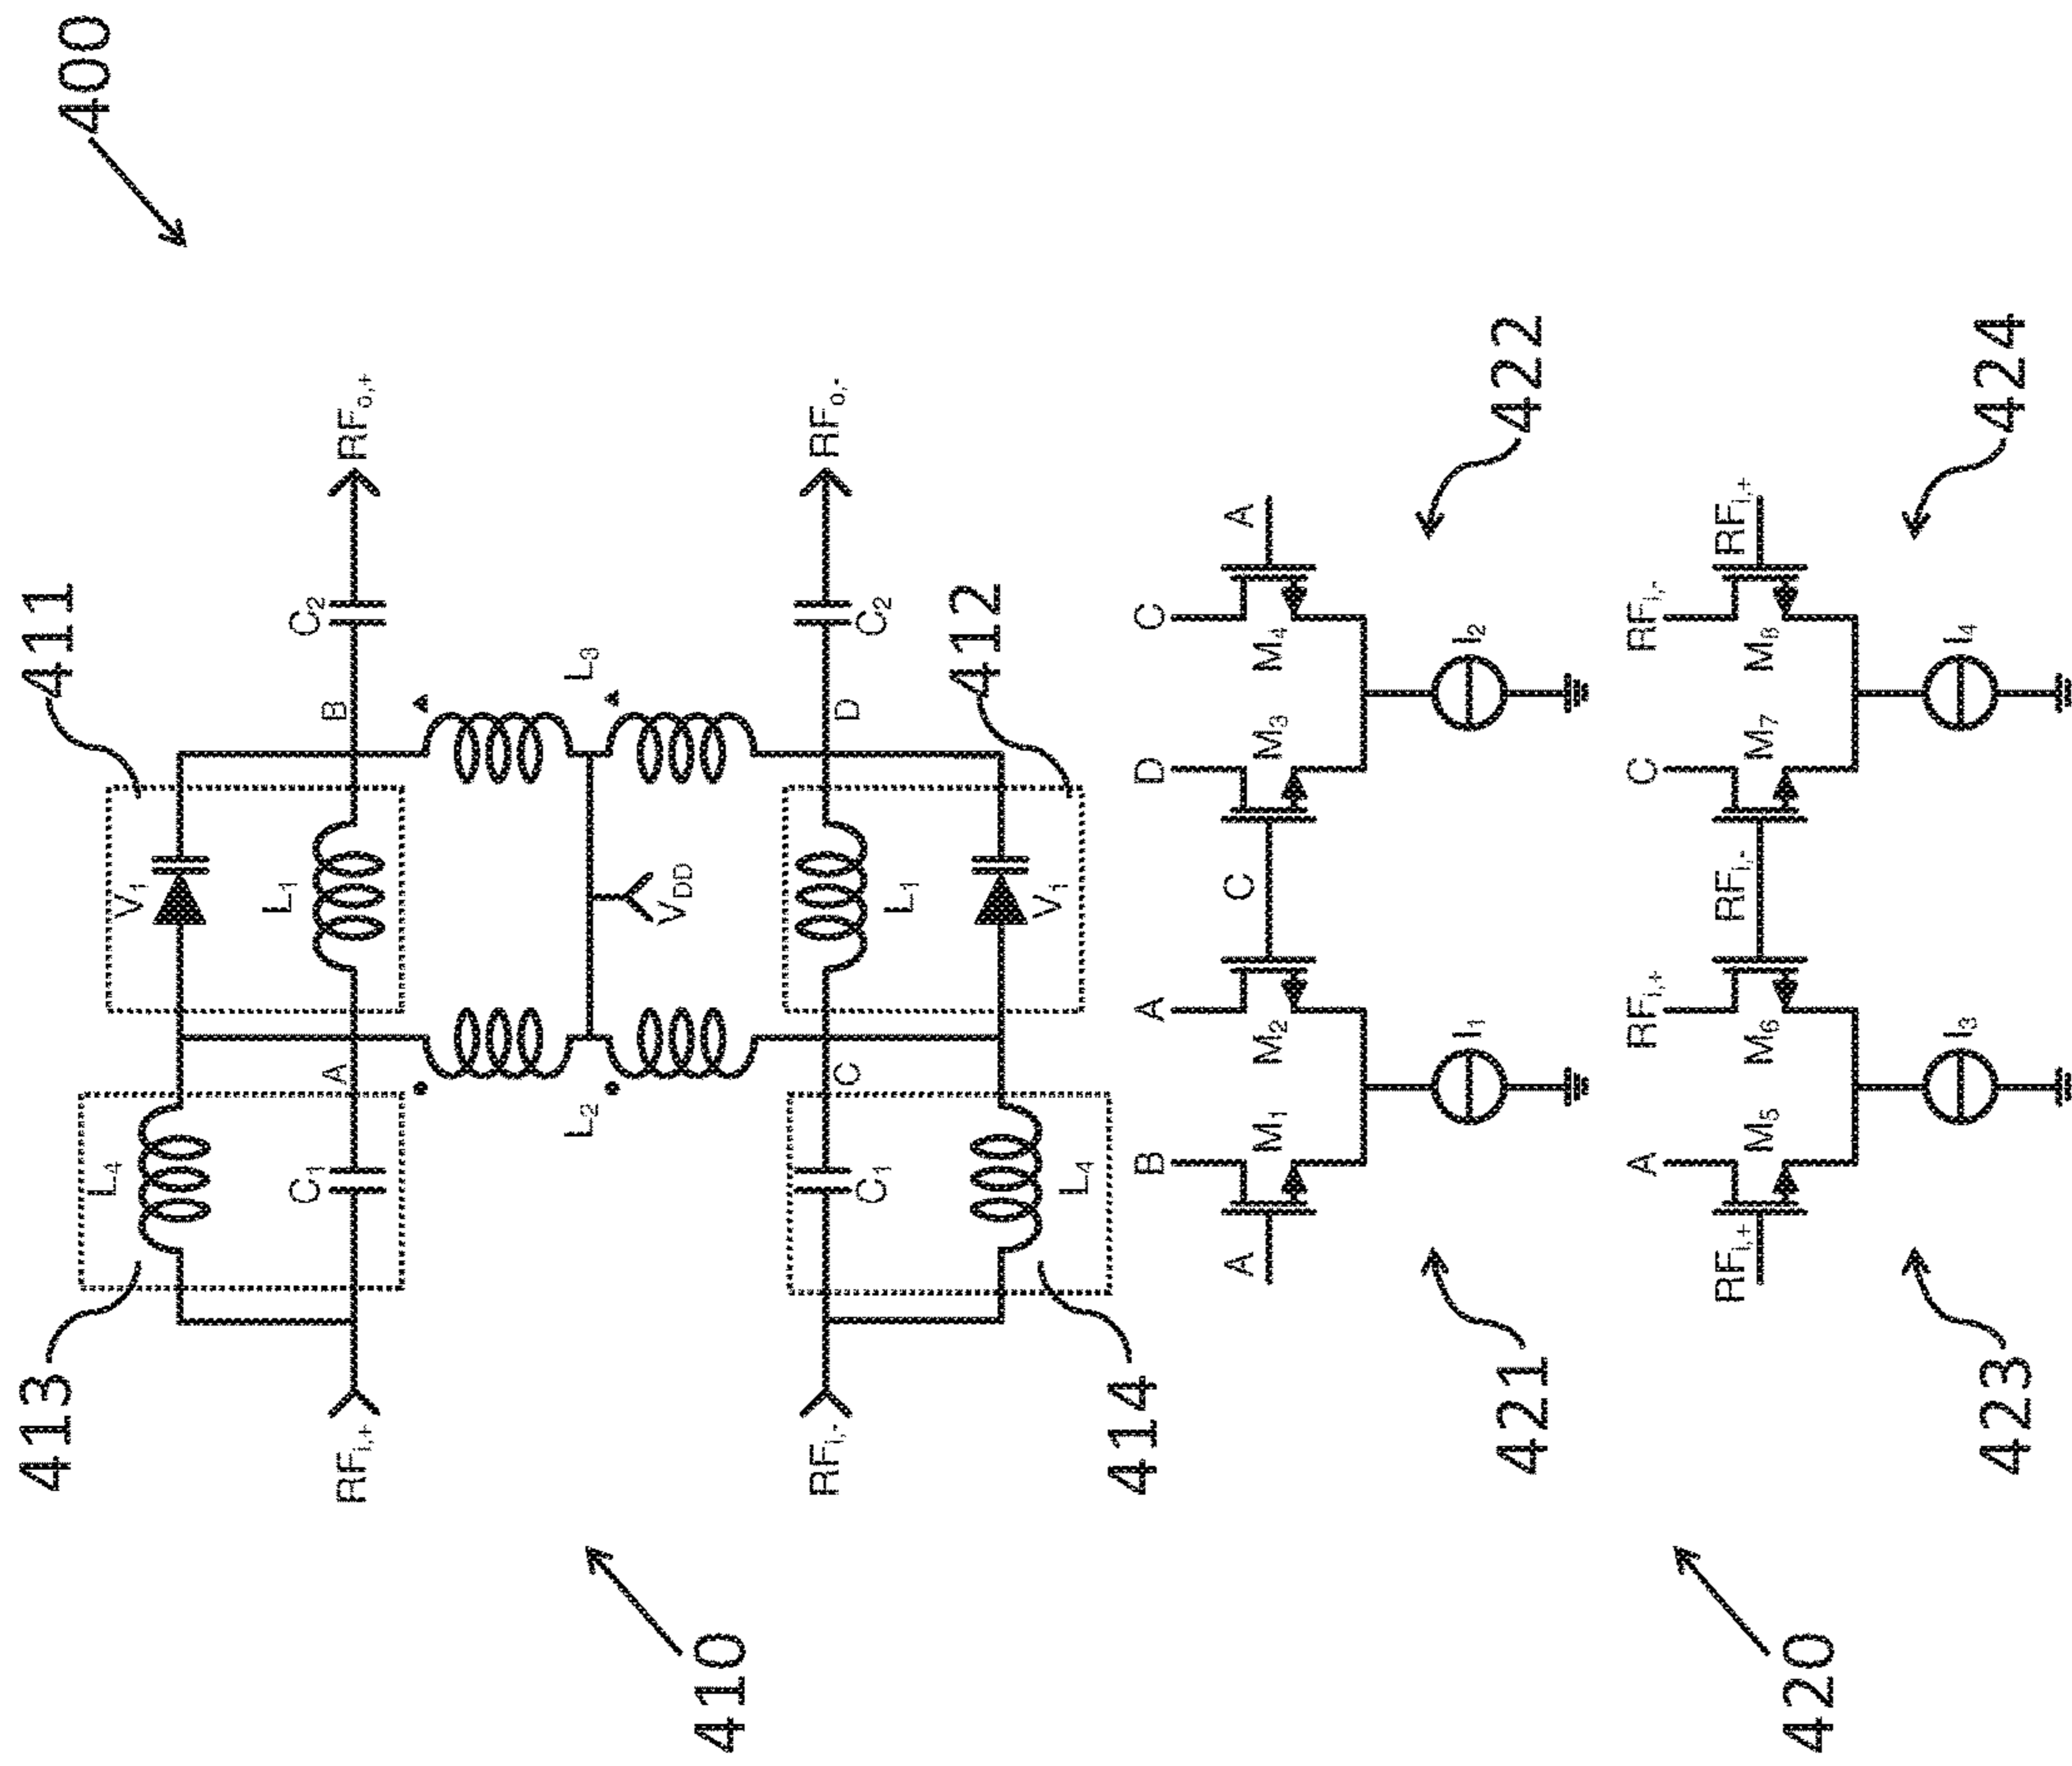 400
411
413
L4
V1
C1
L1
A
B
C2
RFi,+
RFo,+
L2
L3
VDD
RFi,-
C
D
RFo,-
C1
L1
C2
L4
V1
414
412
410
B
A
D
C
A
C
A
M1
M2
M3
M4
I1
I2
421
422
A
RFi,+
C
RFi,-
RFi,+
RFi,-
RFi,+
M5
M6
M7
M8
I3
I4
423
424
420